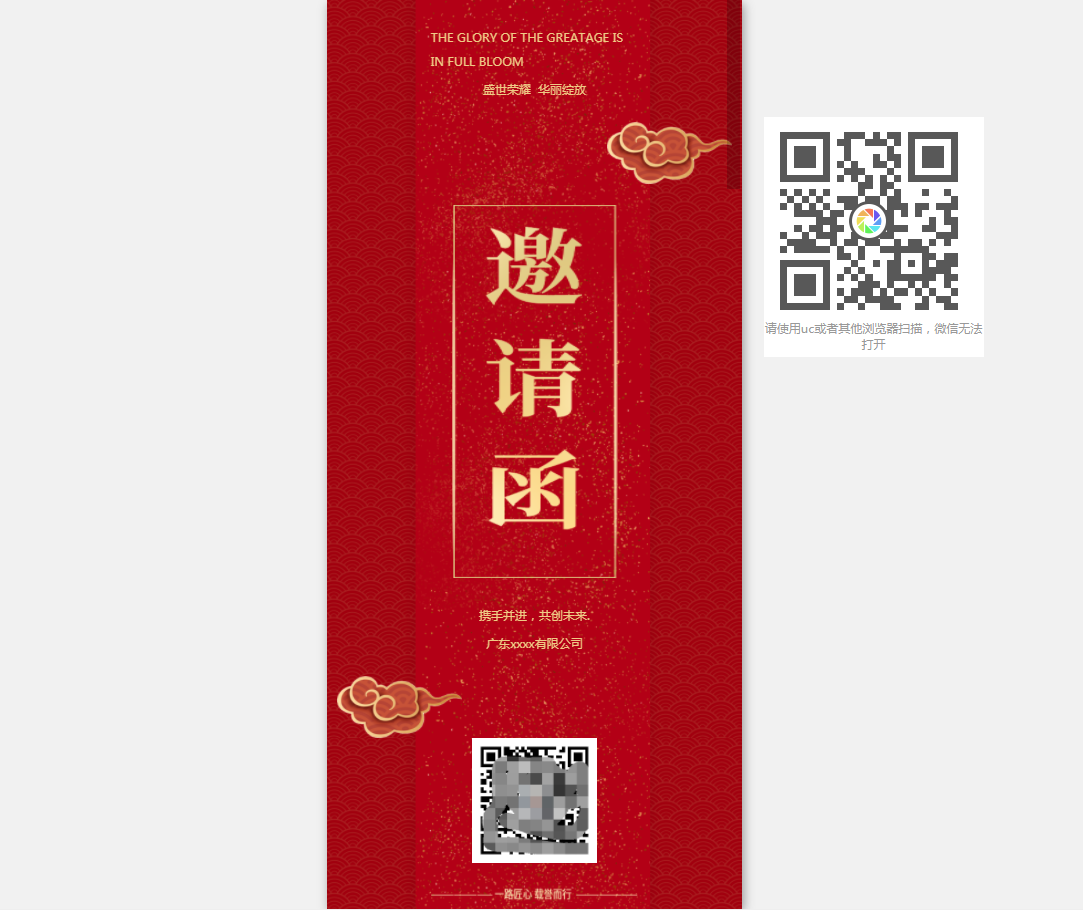 THE GLORY OF THE GREATAGE IS
IN FULL BLOOM
盛世荣耀 华丽绽放
邀
请
函
携手并进，共创未来.
广东xxxx有限公司
一路匠心 载誉而行
请使用uc或者其他浏览器扫描，微信无法
打开